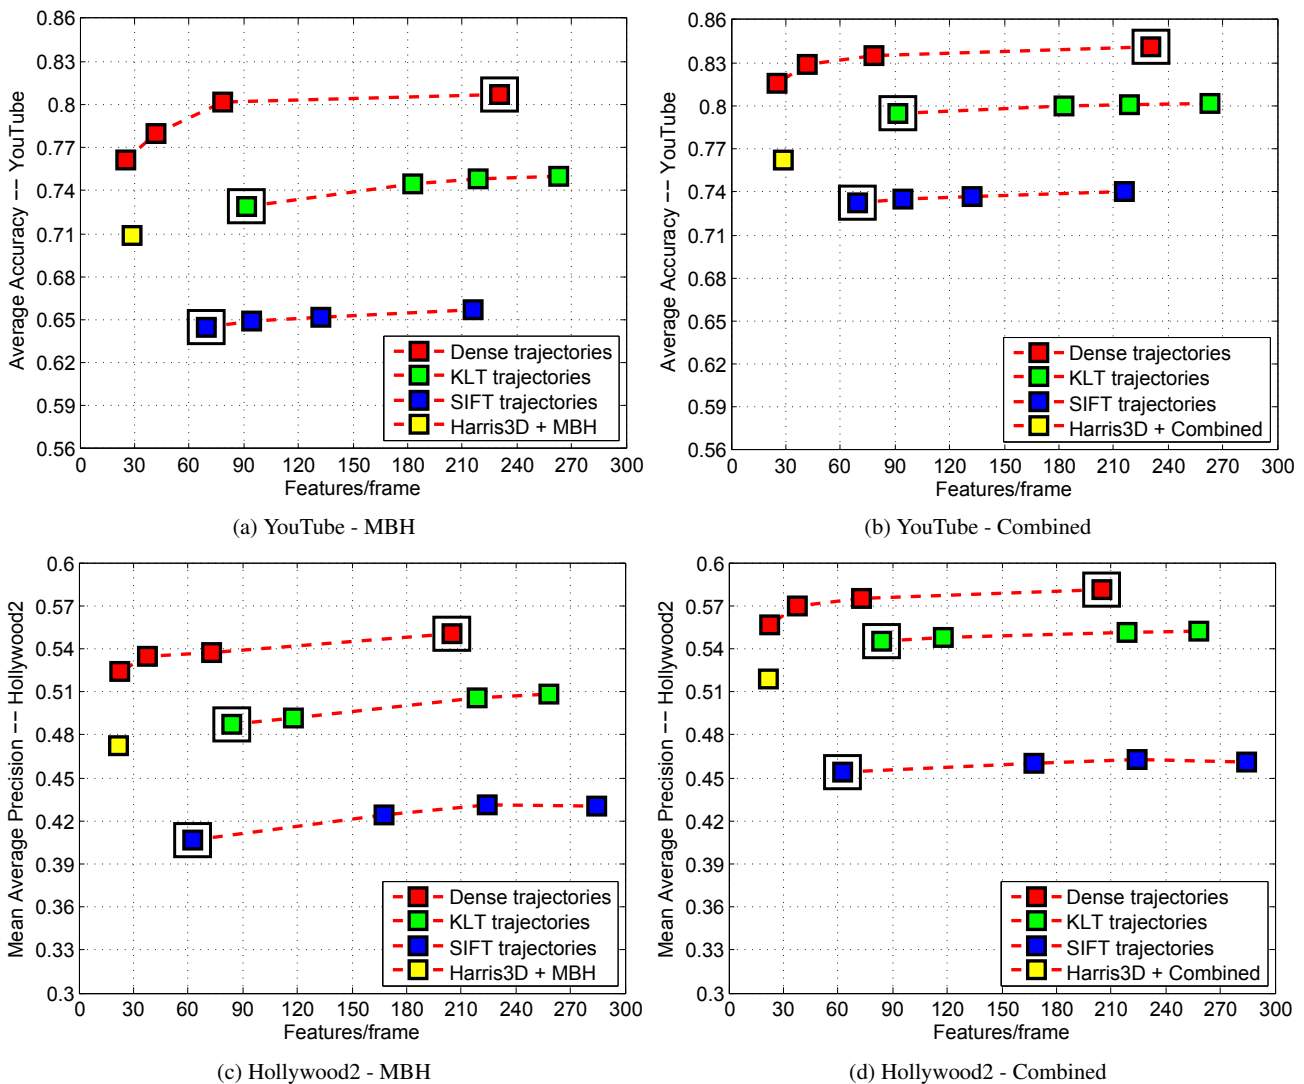 0.86
0.83
0.8
0.77
0.74
0.71
0.68
0.65
0.62
0.59
0.56
Average Accuracy -- YouTube
Dense trajectories
KLT trajectories
SIFT trajectories
Harris3D + MBH
0 30 60 90 120 150 180 210 240 270 300
Features/frame
(a) YouTube - MBH
0.86
0.83
0.8
0.77
0.74
0.71
0.68
0.65
0.62
0.59
0.56
Average Accuracy -- YouTube
Dense trajectories
KLT trajectories
SIFT trajectories
Harris3D + Combined
0 30 60 90 120 150 180 210 240 270 300
Features/frame
(b) YouTube - Combined
0.6
0.57
0.54
0.51
0.48
0.45
0.42
0.39
0.36
0.33
0.3
Mean Average Precision -- Hollywood2
Dense trajectories
KLT trajectories
SIFT trajectories
Harris3D + MBH
0 30 60 90 120 150 180 210 240 270 300
Features/frame
(c) Hollywood2 - MBH
0.6
0.57
0.54
0.51
0.48
0.45
0.42
0.39
0.36
0.33
0.3
Mean Average Precision -- Hollywood2
Dense trajectories
KLT trajectories
SIFT trajectories
Harris3D + Combined
0 30 60 90 120 150 180 210 240 270 300
Features/frame
(d) Hollywood2 - Combined